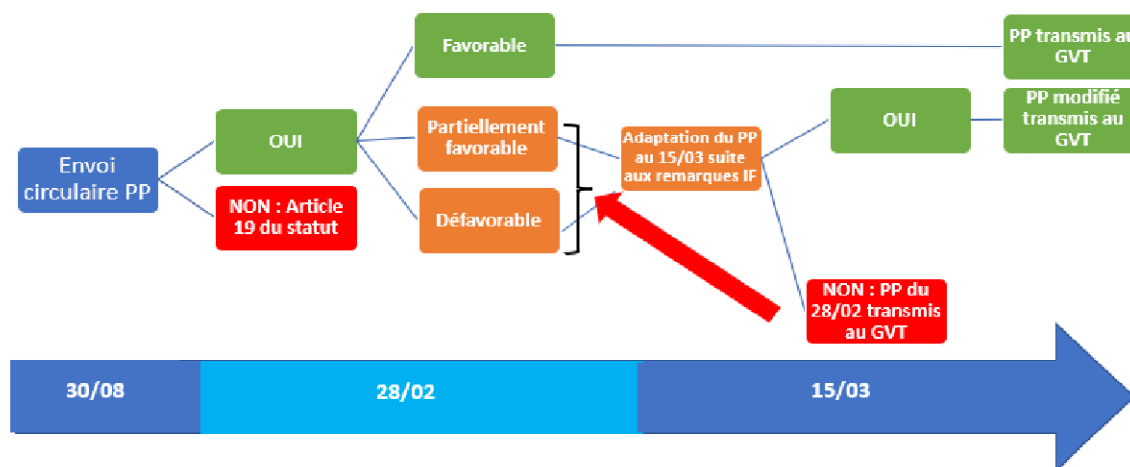 Favorable
PP transmis au
GVT
OUI
Partiellement
favorable
Adaptation du PP
au 15/03 suite
aux remarques IF
OUI
PP modifié
transmis au
GVT
Envoi
circulaire PP
NON : Article
19 du statut
Défavorable
NON : PP du
28/02 transmis
au GVT
30/08
28/02
15/03